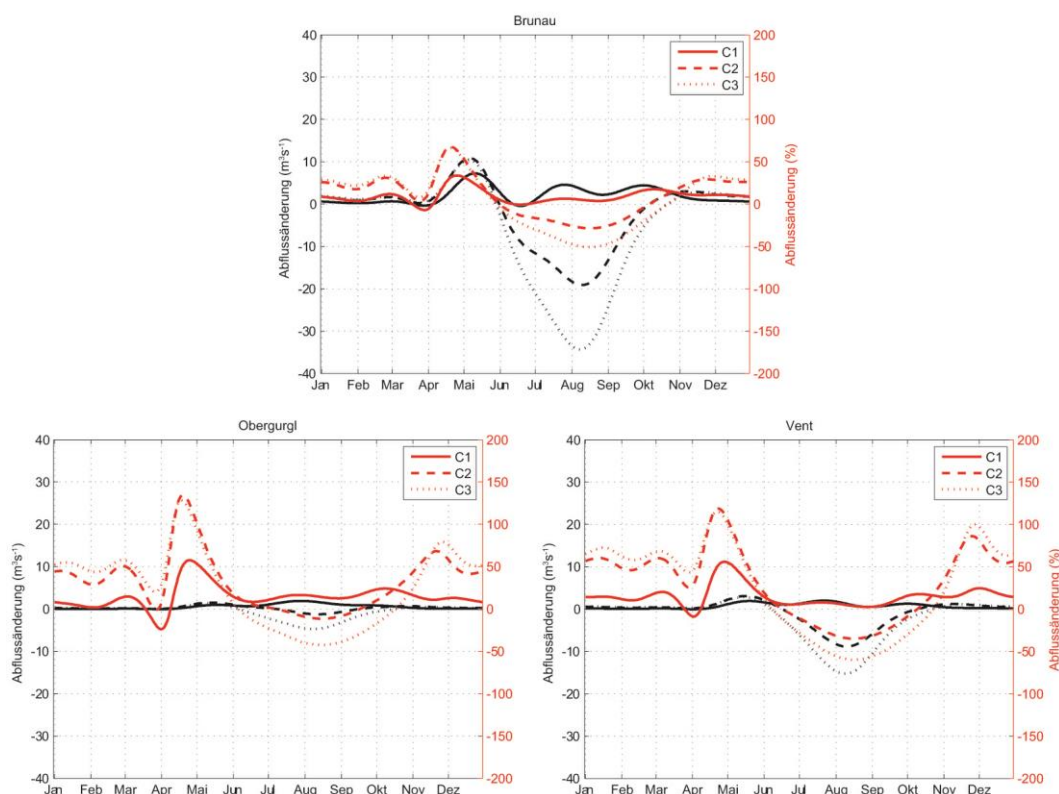 Brunau
Abflussänderung (m³s⁻¹)
40
30
20
10
0
-10
-20
-30
-40
Jan Feb Mar Apr Mai Jun Jul Aug Sep Okt Nov Dez
200
150
100
50
0
-50
-100
-150
-200
Abflussänderung (%)
C1
C2
C3
Obergurgl
Abflussänderung (m³s⁻¹)
40
30
20
10
0
-10
-20
-30
-40
Jan Feb Mar Apr Mai Jun Jul Aug Sep Okt Nov Dez
200
150
100
50
0
-50
-100
-150
-200
C1
C2
C3
Vent
Abflussänderung (m³s⁻¹)
40
30
20
10
0
-10
-20
-30
-40
Jan Feb Mar Apr Mai Jun Jul Aug Sep Okt Nov Dez
200
150
100
50
0
-50
-100
-150
-200
Abflussänderung (%)
C1
C2
C3